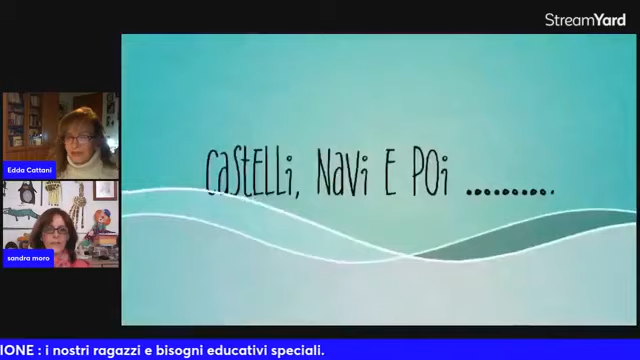 StreamYard
CaStELLi, NaVi E POi ..........
Edda Cattani
sandra moro
IONE : i nostri ragazzi e bisogni educativi speciali.